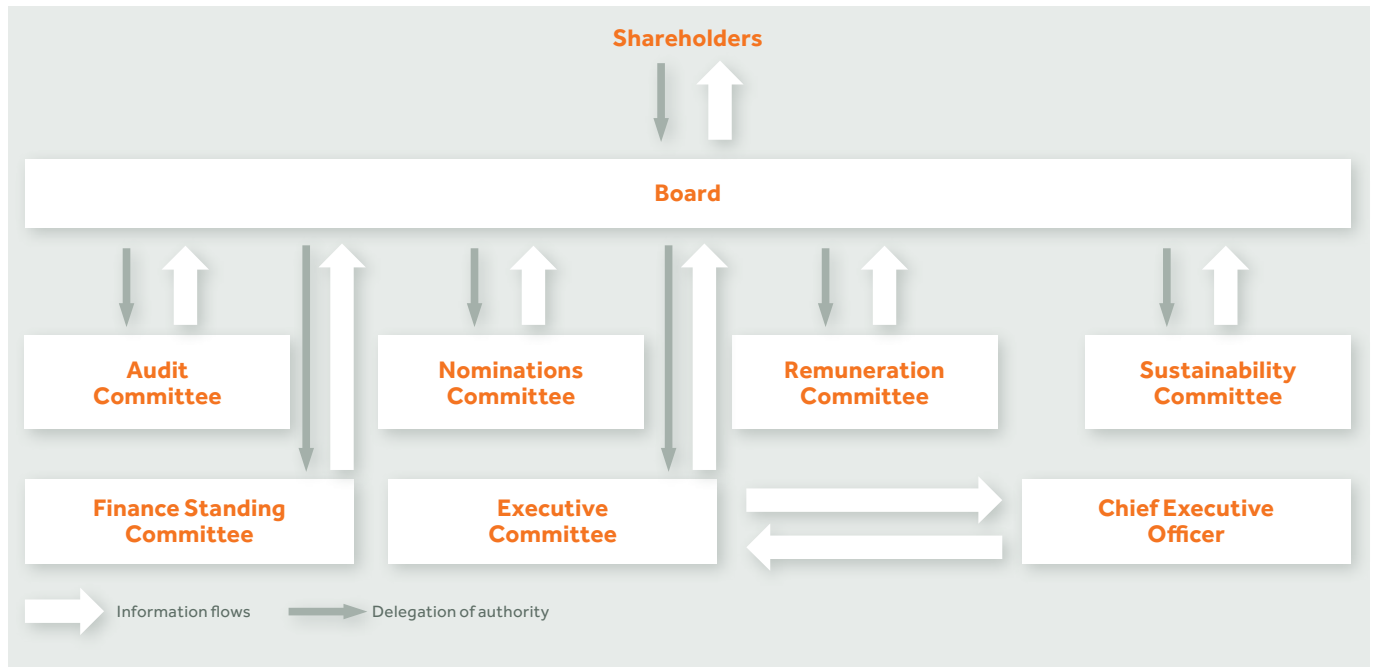 Shareholders
Board
Audit
Committee
Nominations
Committee
Remuneration
Committee
Sustainability
Committee
Finance Standing
Committee
Executive
Committee
Chief Executive
Officer
Information flows
Delegation of authority